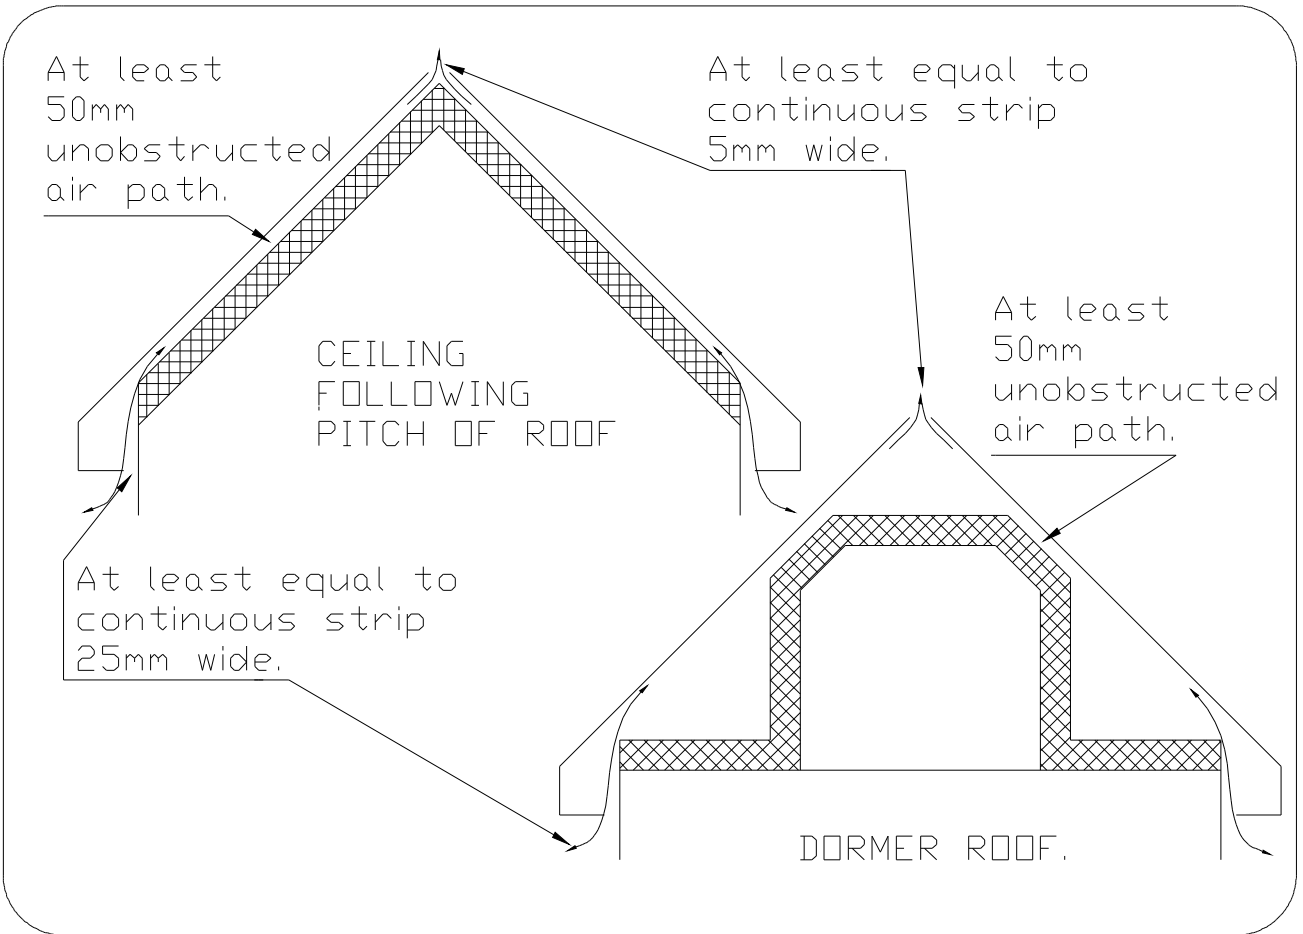 At least
50mm
unobstructed
air path.
At least equal to
continuous strip
5mm wide.
At least
50mm
unobstructed
air path.
CEILING
FOLLOWING
PITCH OF ROOF
At least equal to
continuous strip
25mm wide.
DORMER ROOF.